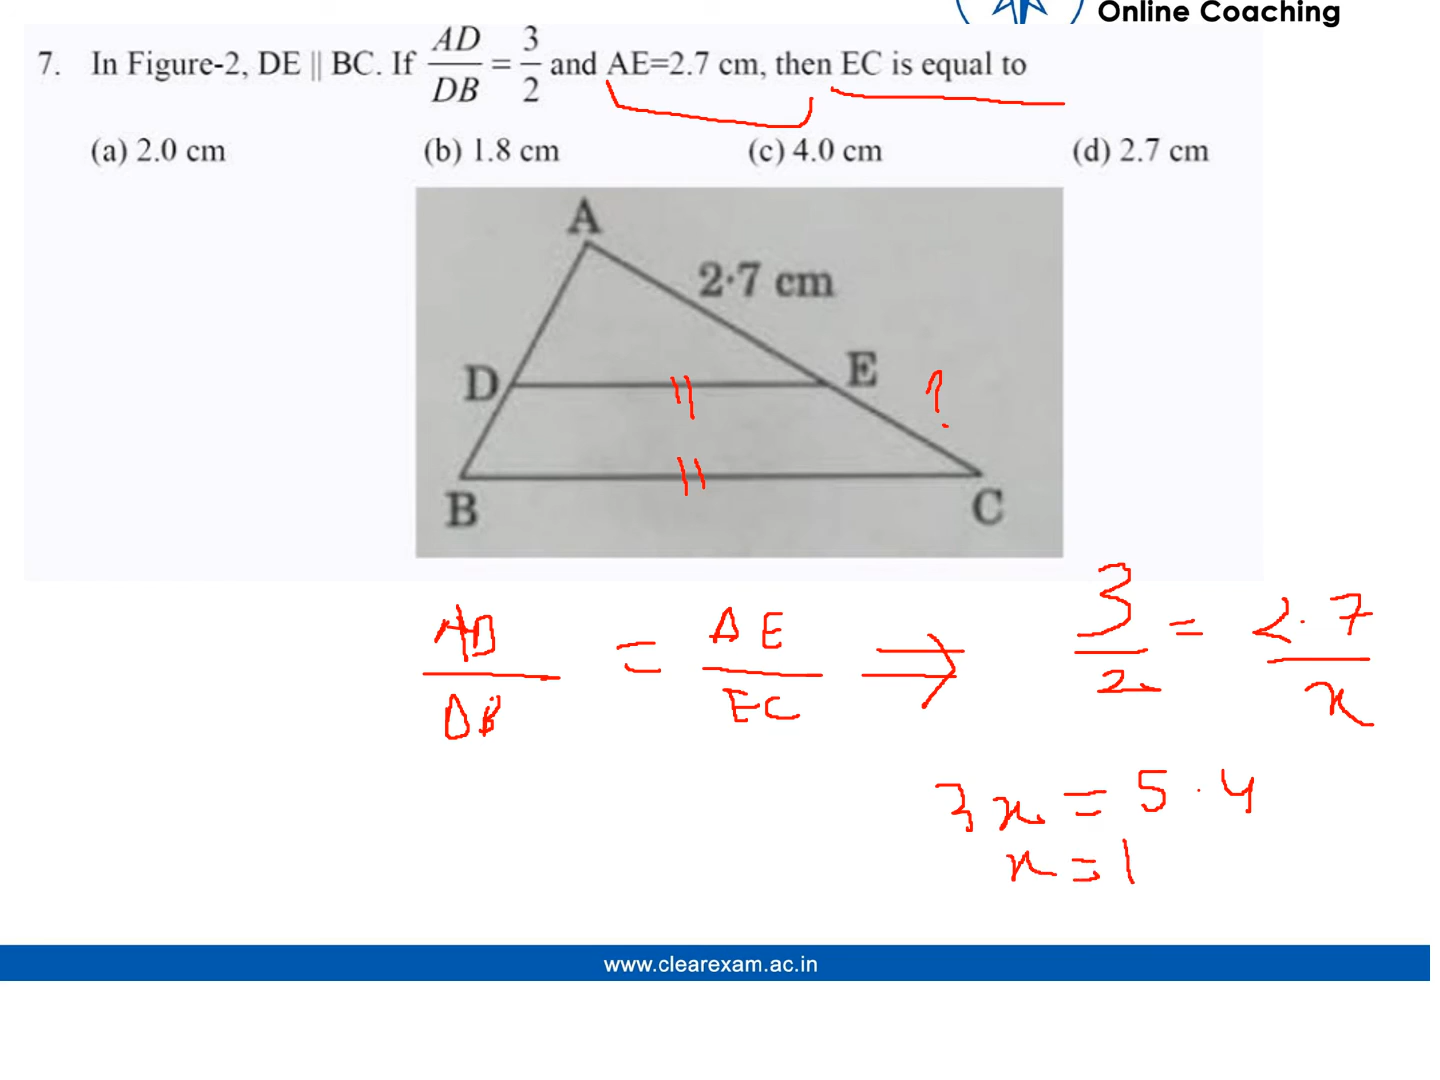 Online Coaching
7. In Figure-2, DE || BC. If AD/DB = 3/2 and AE=2.7 cm, then EC is equal to
(a) 2.0 cm (b) 1.8 cm (c) 4.0 cm (d) 2.7 cm
A
2·7 cm
D E ?
B C
AD/DB = AE/EC ⇒ 3/2 = 2.7/x
3x = 5.4
x = 1
www.clearexam.ac.in